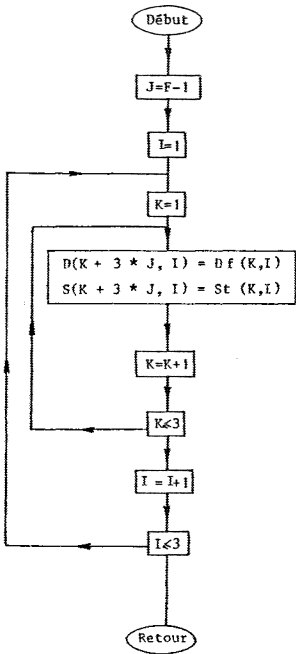 Début
J=F-1
I=1
K=1
D(K + 3 * J, I) = Df (K,I)
S(K + 3 * J, I) = St (K,I)
K=K+1
K⩽3
I = I+1
I⩽3
Retour